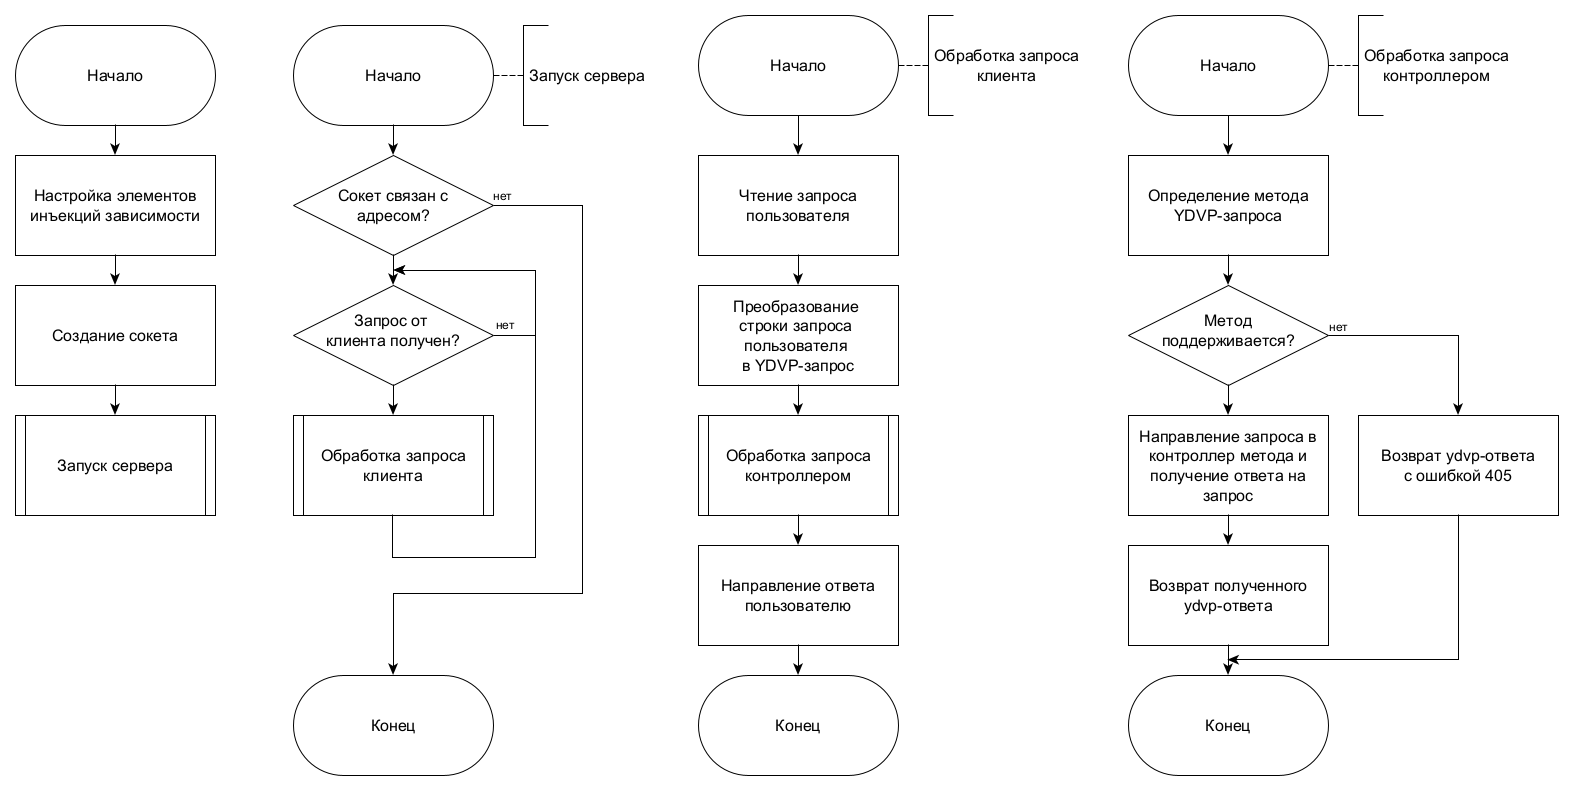 Начало
Настройка элементов
инъекций зависимости
Создание сокета
Запуск сервера
Начало
Запуск сервера
Сокет связан с
адресом?
нет
Запрос от
клиента получен?
нет
Обработка запроса
клиента
Конец
Начало
Обработка запроса
клиента
Чтение запроса
пользователя
Преобразование
строки запроса
пользователя
в YDVP-запрос
Обработка запроса
контроллером
Направление ответа
пользователю
Конец
Начало
Обработка запроса
контроллером
Определение метода
YDVP-запроса
Метод
поддерживается?
нет
Направление запроса в
контроллер метода и
получение ответа на
запрос
Возврат ydvp-ответа
с ошибкой 405
Возврат полученного
ydvp-ответа
Конец